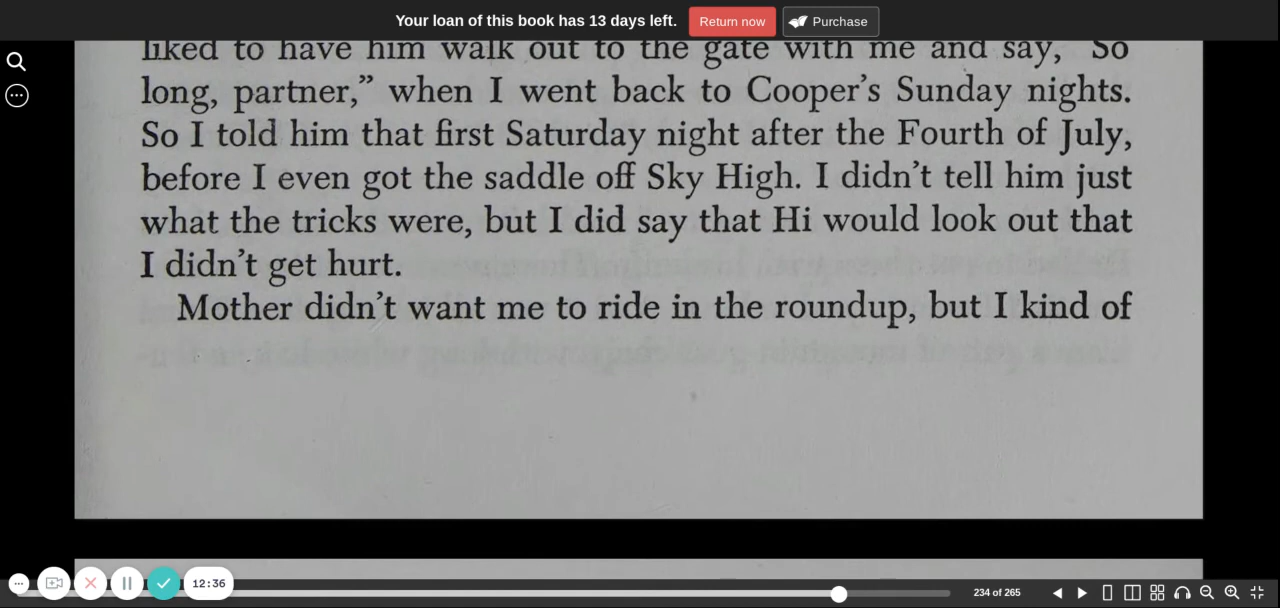 Your loan of this book has 13 days left. Return now Purchase
liked to have him walk out to the gate with me and say, “So
long, partner,” when I went back to Cooper’s Sunday nights.
So I told him that first Saturday night after the Fourth of July,
before I even got the saddle off Sky High. I didn’t tell him just
what the tricks were, but I did say that Hi would look out that
I didn’t get hurt.
Mother didn’t want me to ride in the roundup, but I kind of
12:36
234 of 265